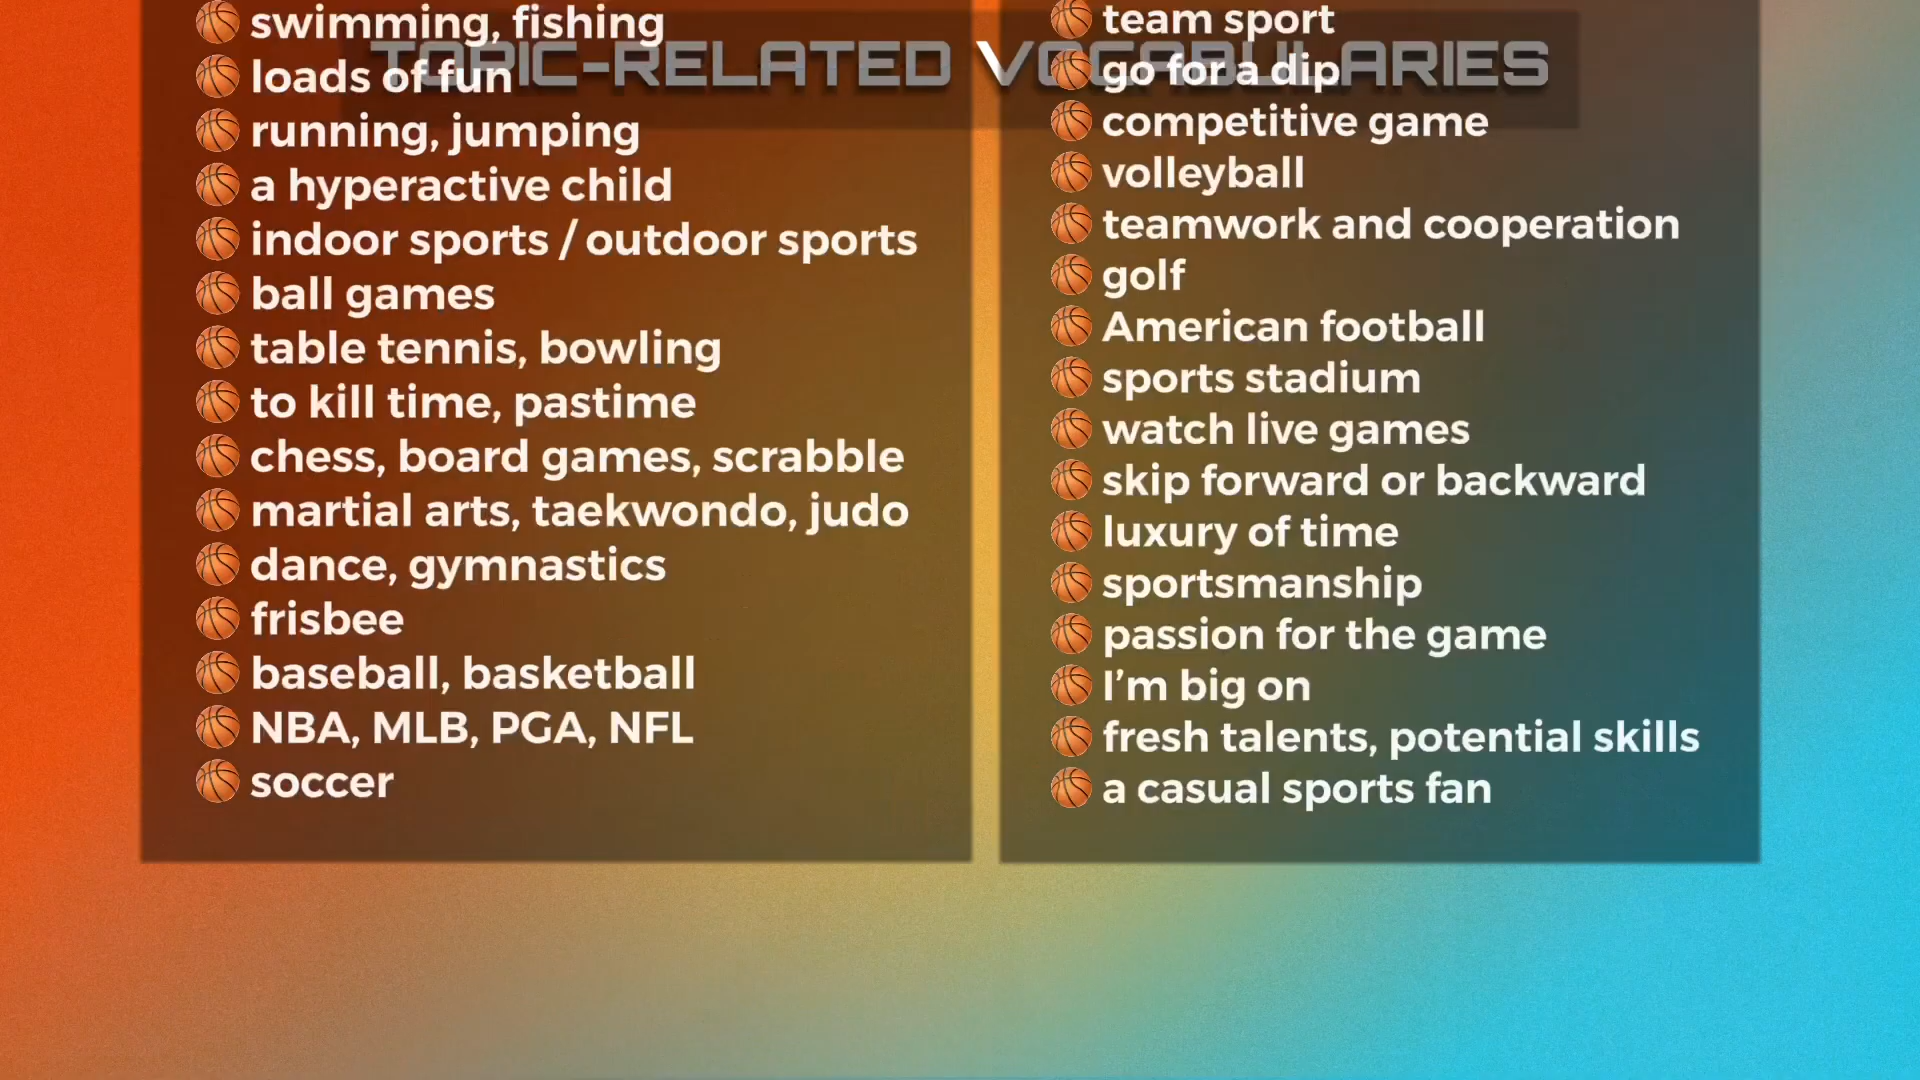 TOPIC-RELATED VOCABULARIES
swimming, fishing
loads of fun
running, jumping
a hyperactive child
indoor sports / outdoor sports
ball games
table tennis, bowling
to kill time, pastime
chess, board games, scrabble
martial arts, taekwondo, judo
dance, gymnastics
frisbee
baseball, basketball
NBA, MLB, PGA, NFL
soccer
team sport
go for a dip
competitive game
volleyball
teamwork and cooperation
golf
American football
sports stadium
watch live games
skip forward or backward
luxury of time
sportsmanship
passion for the game
I’m big on
fresh talents, potential skills
a casual sports fan